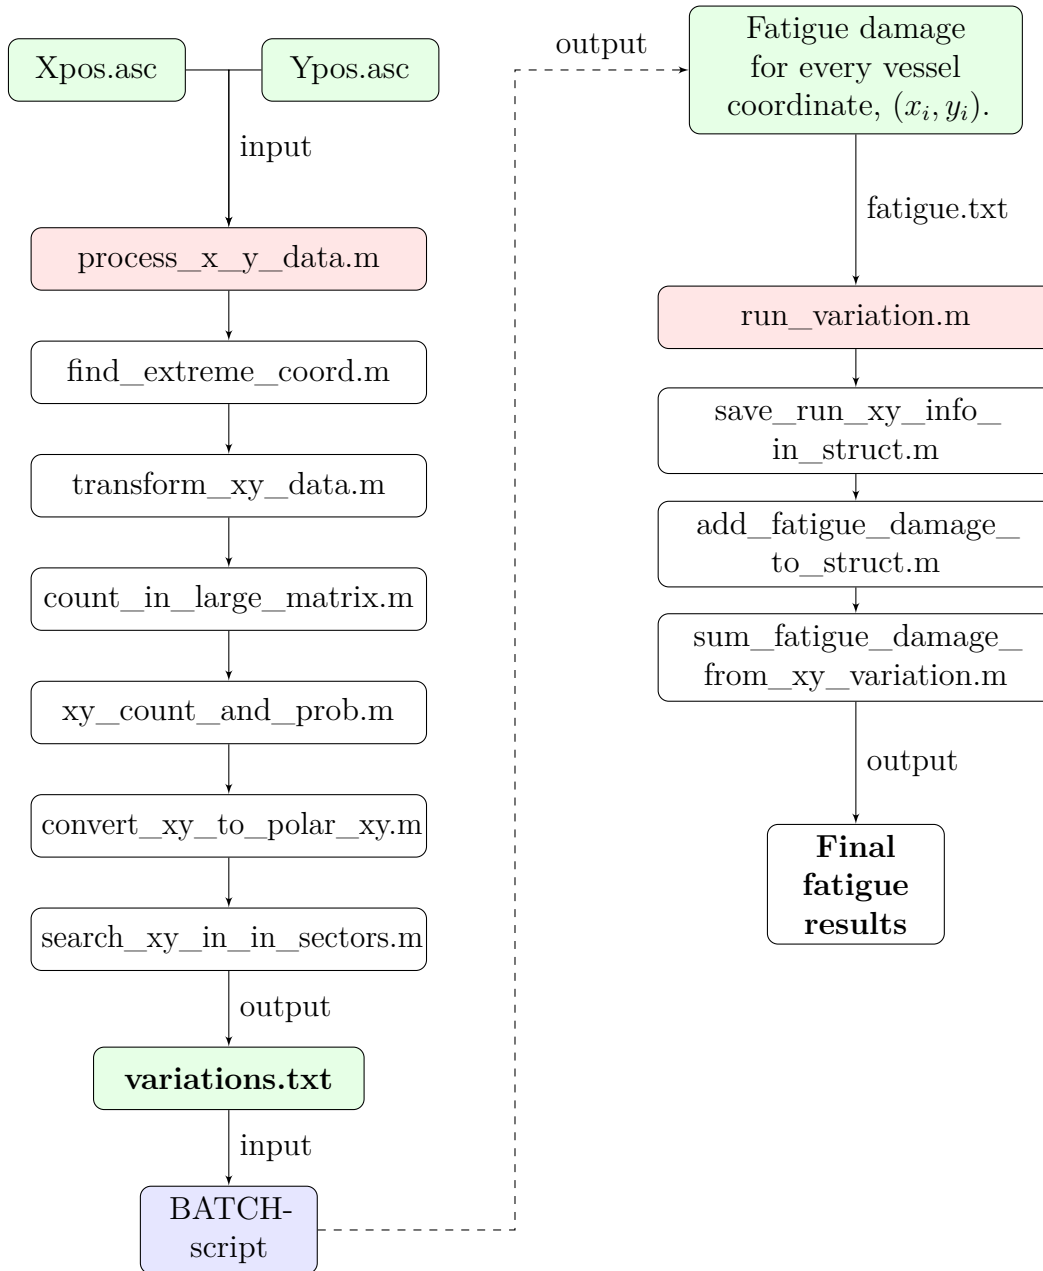 Xpos.asc
Ypos.asc
input
process_x_y_data.m
find_extreme_coord.m
transform_xy_data.m
count_in_large_matrix.m
xy_count_and_prob.m
convert_xy_to_polar_xy.m
search_xy_in_in_sectors.m
output
variations.txt
input
BATCH-
script
output
Fatigue damage
for every vessel
coordinate, (x_i, y_i).
fatigue.txt
run_variation.m
save_run_xy_info_
in_struct.m
add_fatigue_damage_
to_struct.m
sum_fatigue_damage_
from_xy_variation.m
output
Final
fatigue
results